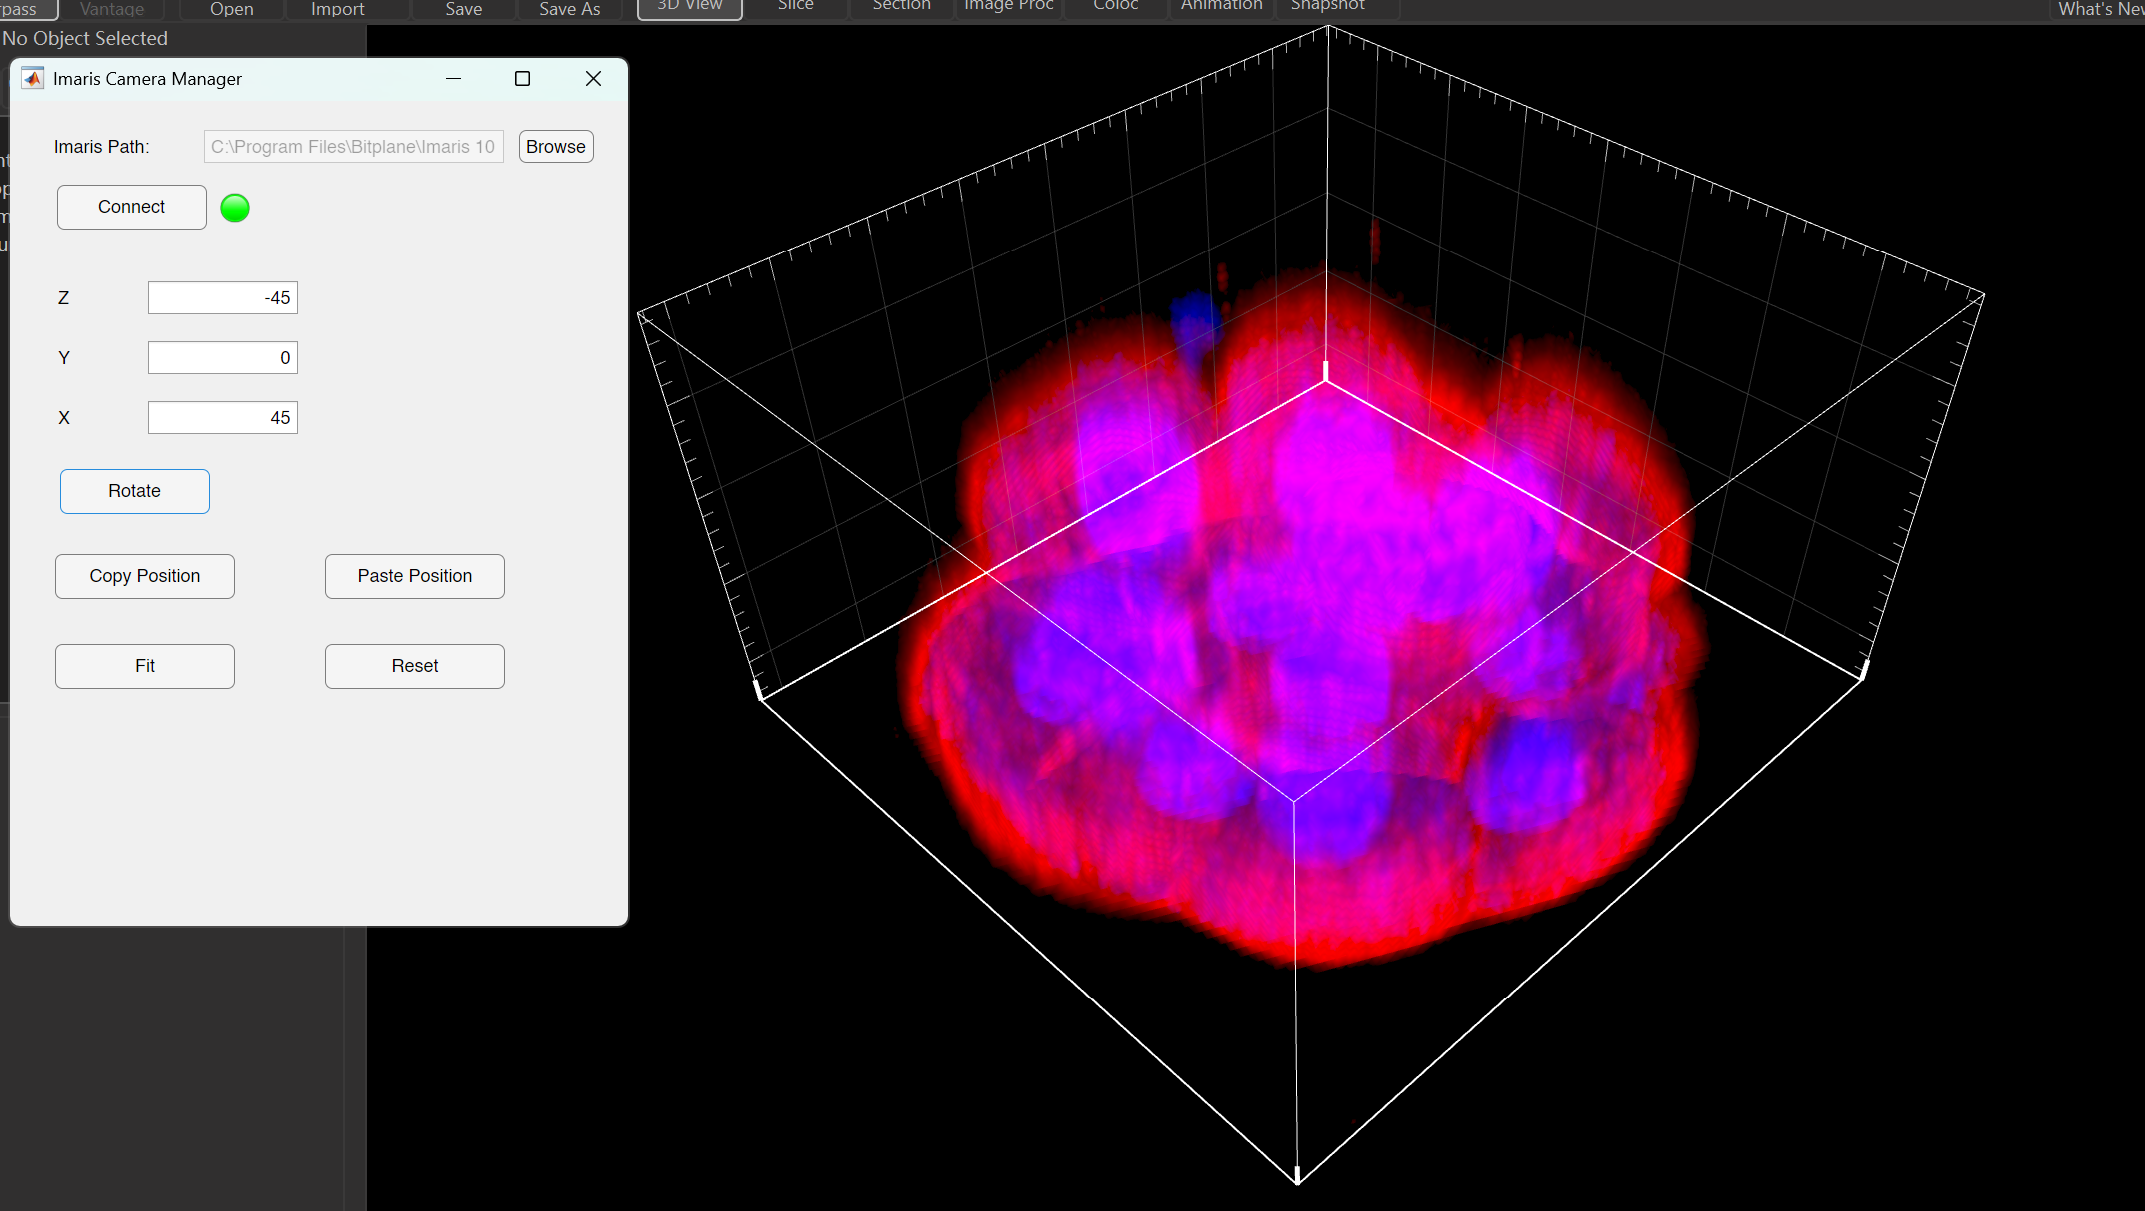 pass Vantage Open Import Save Save As 3D View Slice Section Image Proc Coloc Animation Snapshot What's New
No Object Selected
Imaris Camera Manager
Imaris Path: C:\Program Files\Bitplane\Imaris 10 Browse
Connect
Z -45
Y 0
X 45
Rotate
Copy Position Paste Position
Fit Reset